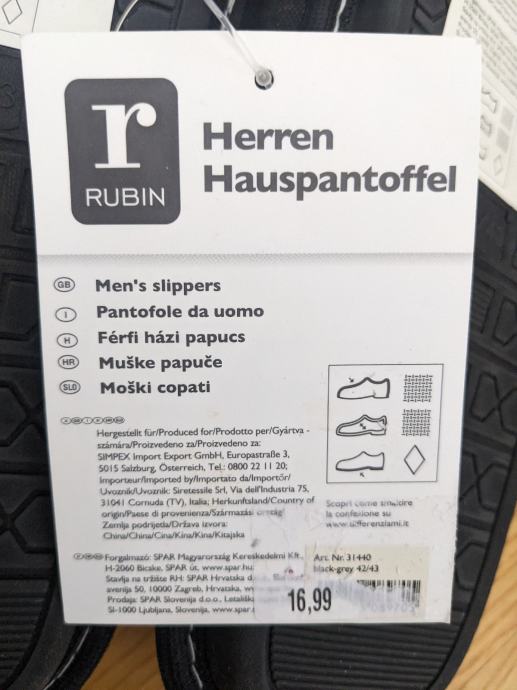 r
RUBIN
Herren
Hauspantoffel
GB Men's slippers
I Pantofole da uomo
H Férfi házi papucs
HR Muške papuče
SLO Moški copati
Hergestellt für/Produced for/Prodotto per/Gyártva -
számára/Proizvedeno za/Proizvedeno za:
SIMPEX Import Export GmbH, Europastraße 3,
5015 Salzburg, Österreich, Tel.: 0800 22 11 20;
Importeur/Imported by/Importato da/Importőr/
Uvoznik/Uvoznik: Siretessile Srl, Via dell'Industria 75,
31041 Cornuda (TV), Italia; Herkunftsland/Country of
origin/Paese di provenienza/Származási ország/
Zemlja podrijetla/Država izvora:
China/China/Cina/Kína/Kina/Kitajska
Scopri come smaltire
la confezione su
www.differenziami.it
Forgalmazó: SPAR Magyarország Kereskedelmi Kft.,
H-2060 Bicske, SPAR út, www.spar.hu
Stavlja na tržište RH: SPAR Hrvatska d.
avenija 50, 10000 Zagreb, Hrvatska,
Prodaja: SPAR Slovenija d.o.o.,
SI-1000 Ljubljana, Slovenija, www.spar.
Art. Nr. 31440
black-grey 42/43
16,99